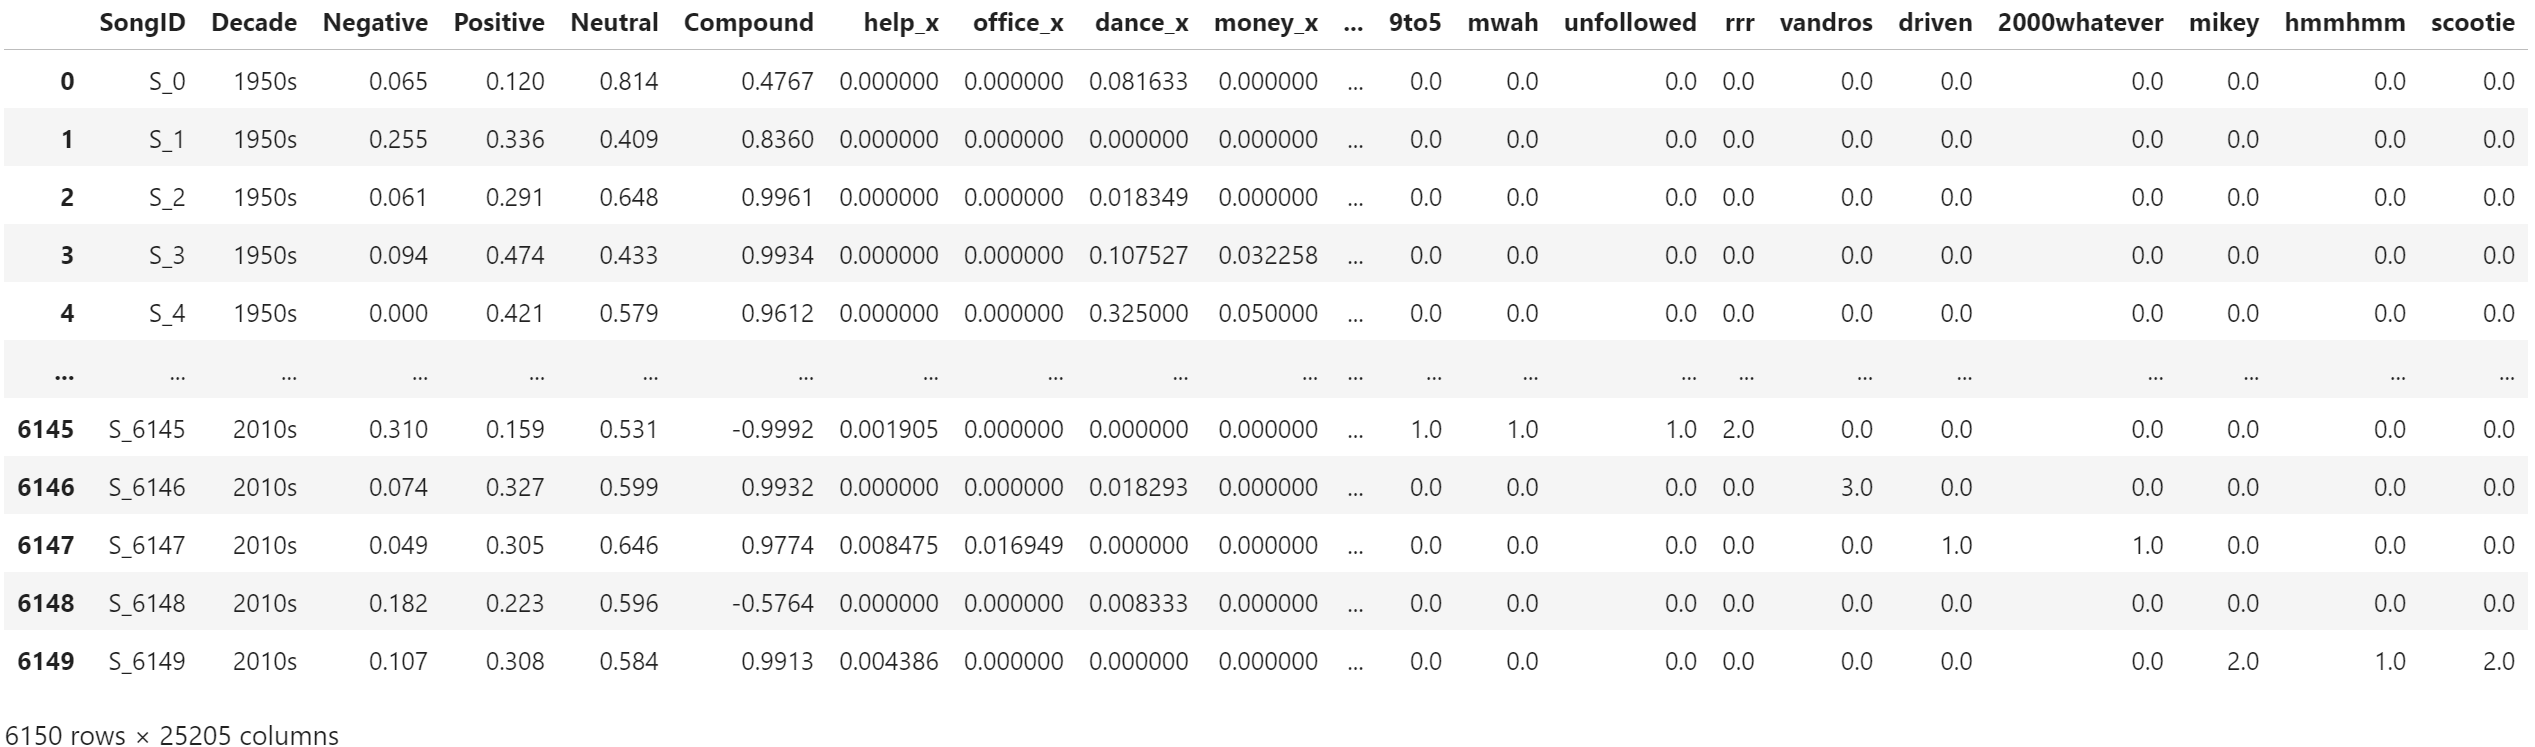 SongID Decade Negative Positive Neutral Compound help_x office_x dance_x money_x ... 9to5 mwah unfollowed rrr vandros driven 2000whatever mikey hmmhmm scootie
0 S_0 1950s 0.065 0.120 0.814 0.4767 0.000000 0.000000 0.081633 0.000000 ... 0.0 0.0 0.0 0.0 0.0 0.0 0.0 0.0 0.0 0.0
1 S_1 1950s 0.255 0.336 0.409 0.8360 0.000000 0.000000 0.000000 0.000000 ... 0.0 0.0 0.0 0.0 0.0 0.0 0.0 0.0 0.0 0.0
2 S_2 1950s 0.061 0.291 0.648 0.9961 0.000000 0.000000 0.018349 0.000000 ... 0.0 0.0 0.0 0.0 0.0 0.0 0.0 0.0 0.0 0.0
3 S_3 1950s 0.094 0.474 0.433 0.9934 0.000000 0.000000 0.107527 0.032258 ... 0.0 0.0 0.0 0.0 0.0 0.0 0.0 0.0 0.0 0.0
4 S_4 1950s 0.000 0.421 0.579 0.9612 0.000000 0.000000 0.325000 0.050000 ... 0.0 0.0 0.0 0.0 0.0 0.0 0.0 0.0 0.0 0.0
... ... ... ... ... ... ... ... ... ... ... ... ... ... ... ... ... ... ... ... ... ...
6145 S_6145 2010s 0.310 0.159 0.531 -0.9992 0.001905 0.000000 0.000000 0.000000 ... 1.0 1.0 1.0 2.0 0.0 0.0 0.0 0.0 0.0 0.0
6146 S_6146 2010s 0.074 0.327 0.599 0.9932 0.000000 0.000000 0.018293 0.000000 ... 0.0 0.0 0.0 0.0 3.0 0.0 0.0 0.0 0.0 0.0
6147 S_6147 2010s 0.049 0.305 0.646 0.9774 0.008475 0.016949 0.000000 0.000000 ... 0.0 0.0 0.0 0.0 0.0 1.0 1.0 0.0 0.0 0.0
6148 S_6148 2010s 0.182 0.223 0.596 -0.5764 0.000000 0.000000 0.008333 0.000000 ... 0.0 0.0 0.0 0.0 0.0 0.0 0.0 0.0 0.0 0.0
6149 S_6149 2010s 0.107 0.308 0.584 0.9913 0.004386 0.000000 0.000000 0.000000 ... 0.0 0.0 0.0 0.0 0.0 0.0 0.0 2.0 1.0 2.0
6150 rows × 25205 columns